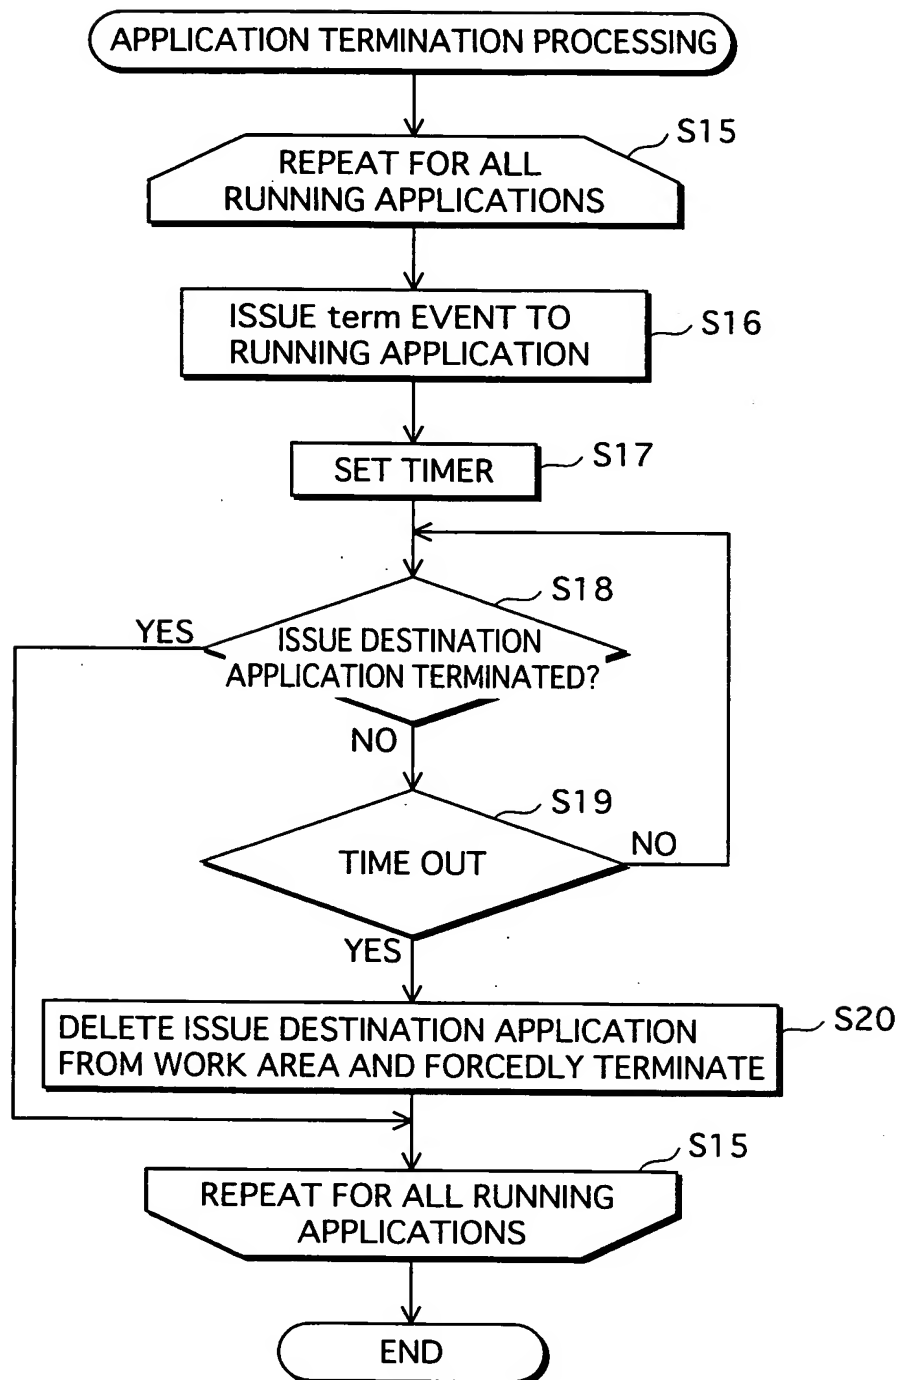 APPLICATION TERMINATION PROCESSING
S15
REPEAT FOR ALL
RUNNING APPLICATIONS
ISSUE term EVENT TO
RUNNING APPLICATION
S16
SET TIMER
S17
S18
YES
ISSUE DESTINATION
APPLICATION TERMINATED?
NO
S19
TIME OUT
NO
YES
DELETE ISSUE DESTINATION APPLICATION
FROM WORK AREA AND FORCEDLY TERMINATE
S20
S15
REPEAT FOR ALL RUNNING
APPLICATIONS
END